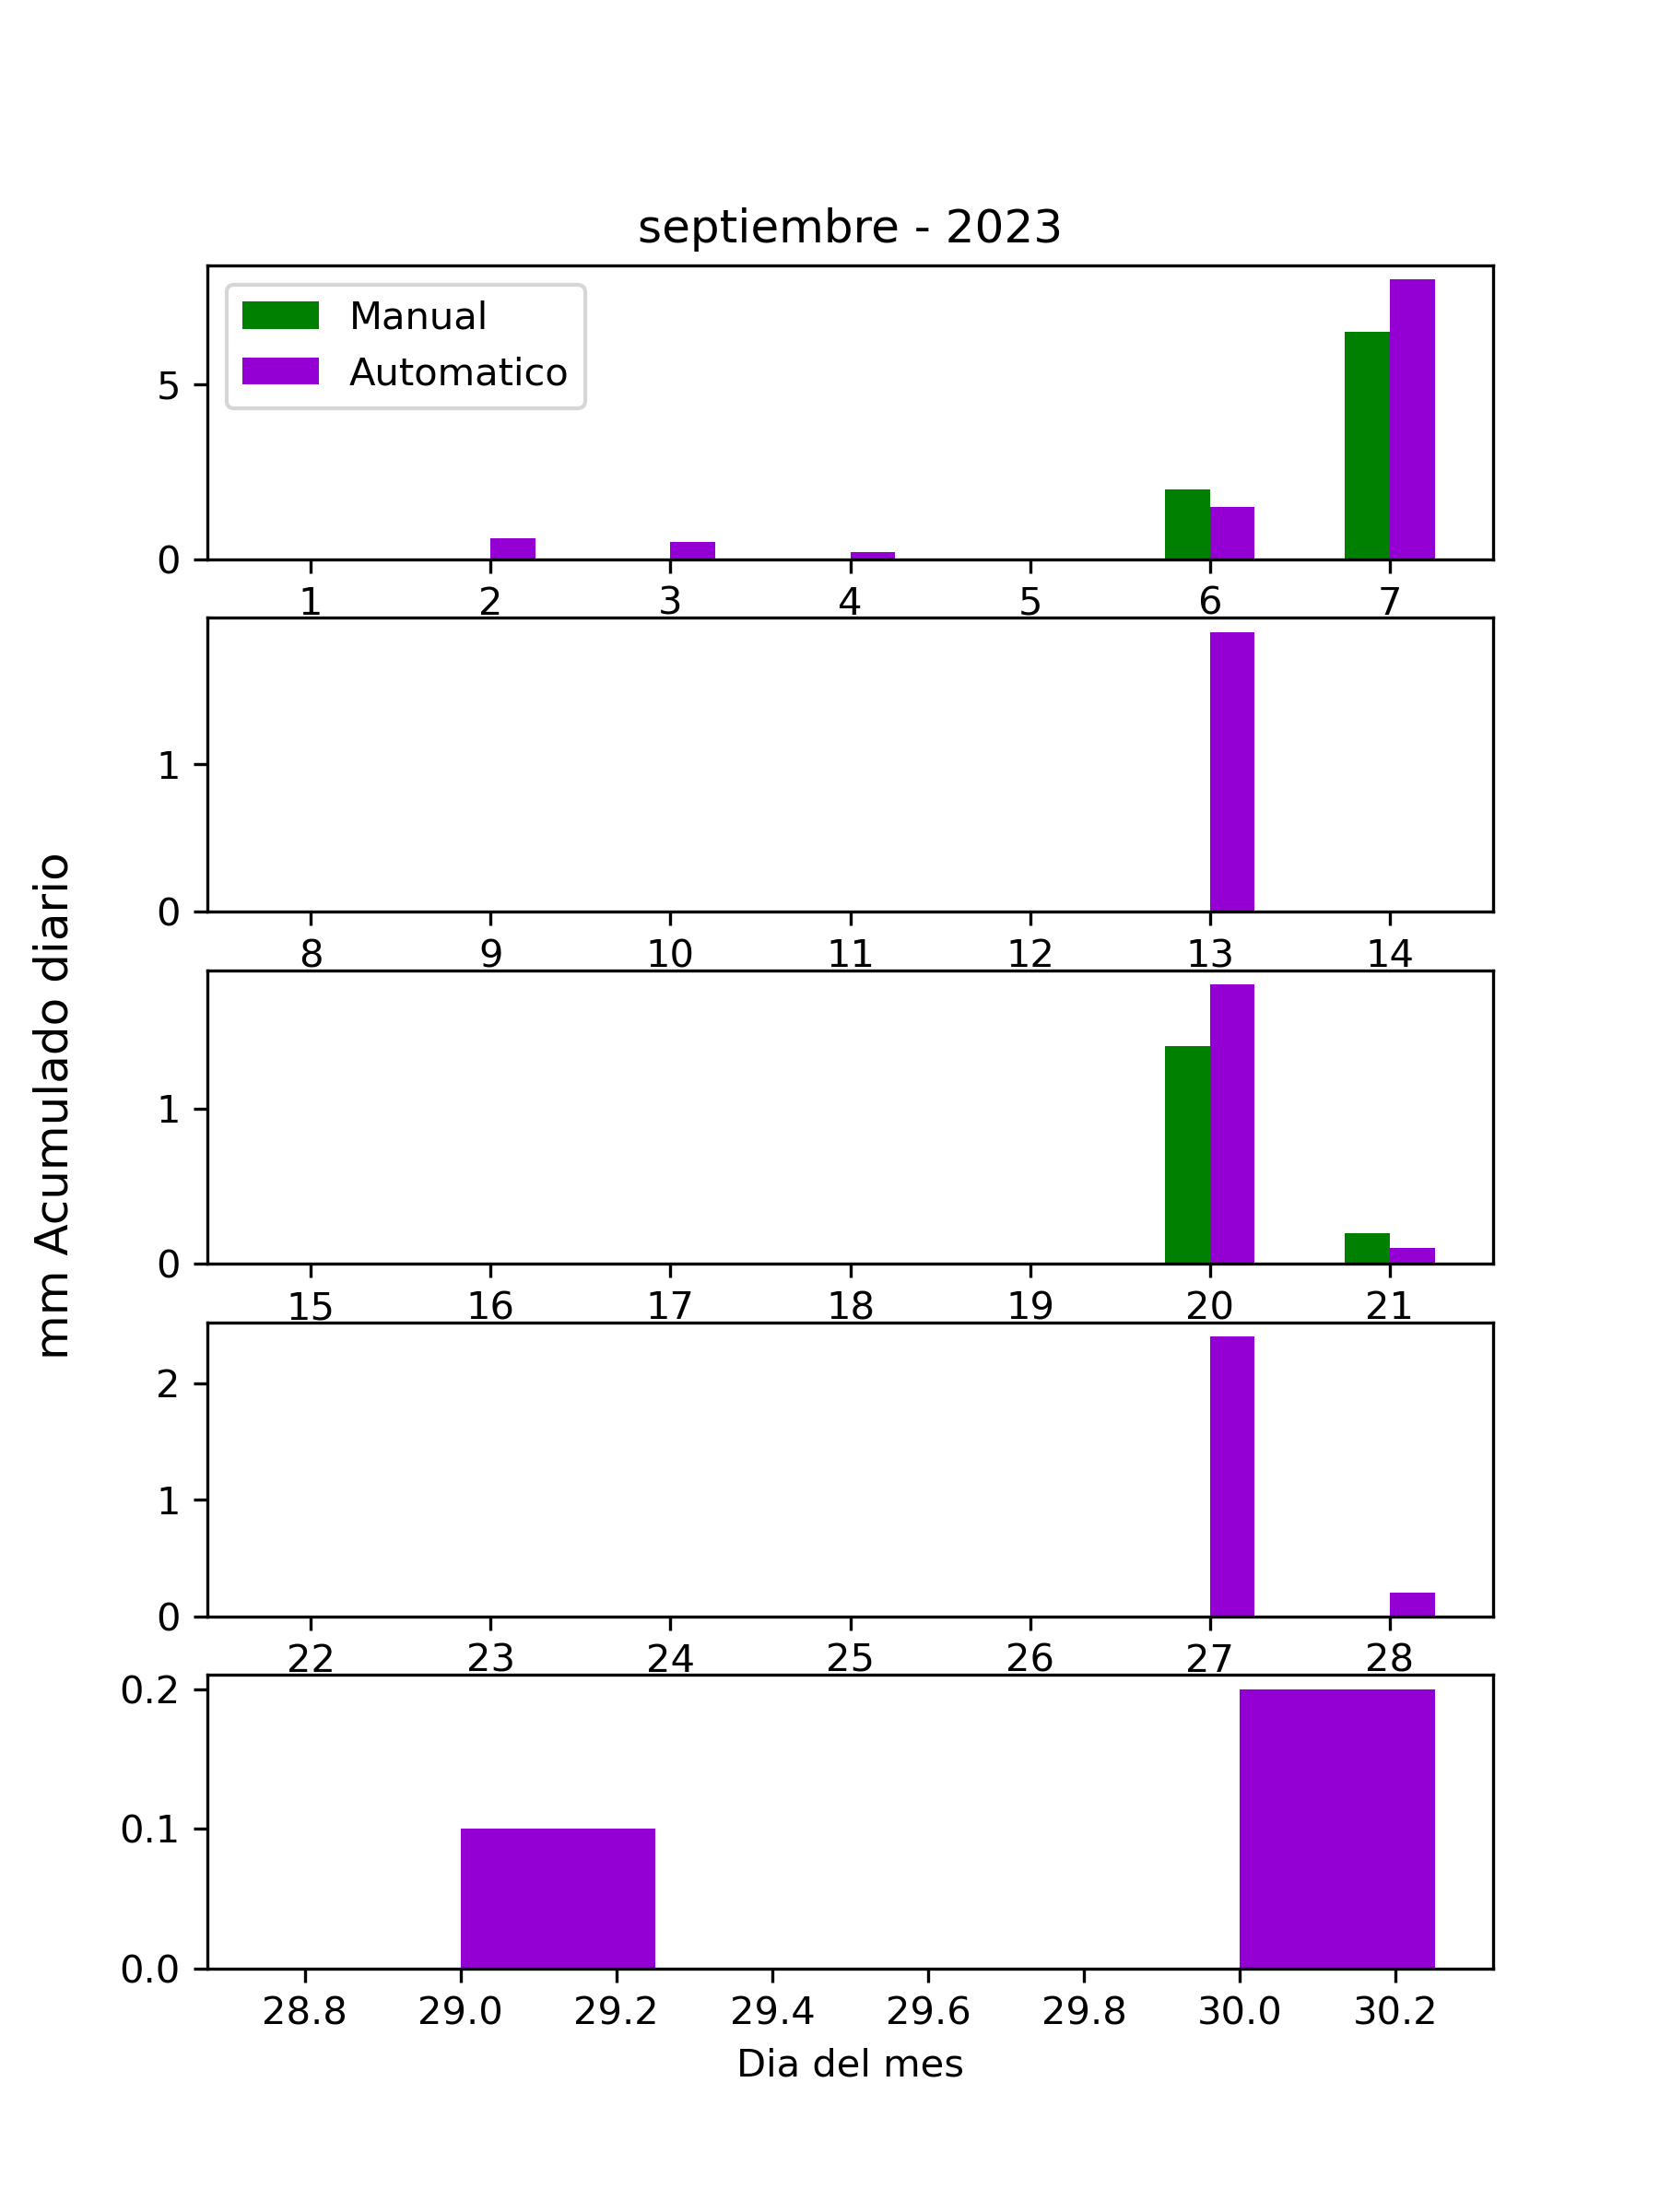 septiembre - 2023
Manual
Automatico
5
0
1 2 3 4 5 6 7
1
0
8 9 10 11 12 13 14
1
0
15 16 17 18 19 20 21
2
1
0
22 23 24 25 26 27 28
0.2
0.1
0.0
28.8 29.0 29.2 29.4 29.6 29.8 30.0 30.2
Dia del mes
mm Acumulado diario